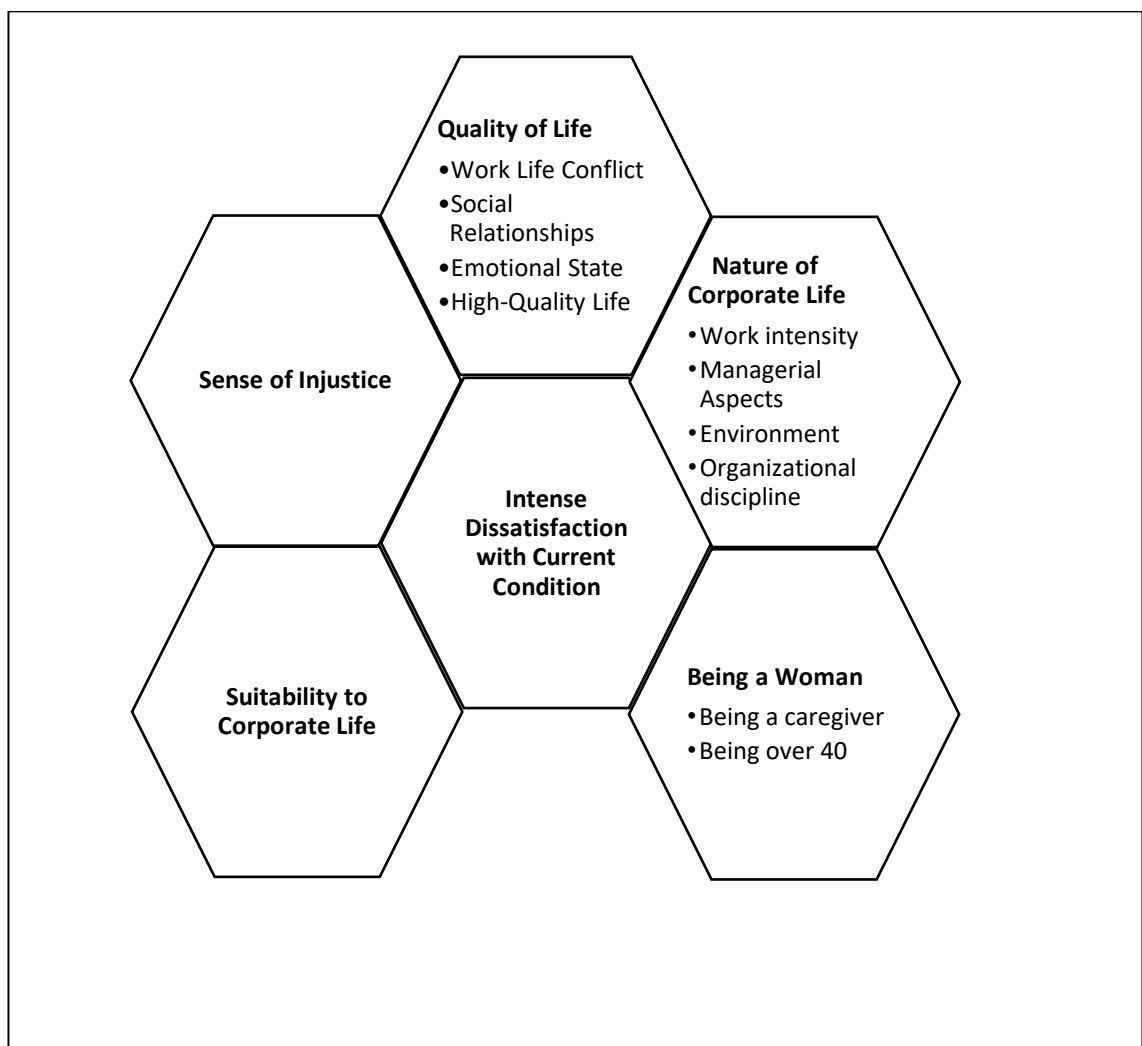 Quality of Life
•Work Life Conflict
•Social
Relationships
•Emotional State
•High-Quality Life
Nature of
Corporate Life
•Work intensity
•Managerial
Aspects
•Environment
•Organizational
discipline
Sense of Injustice
Intense
Dissatisfaction
with Current
Condition
Suitability to
Corporate Life
Being a Woman
•Being a caregiver
•Being over 40